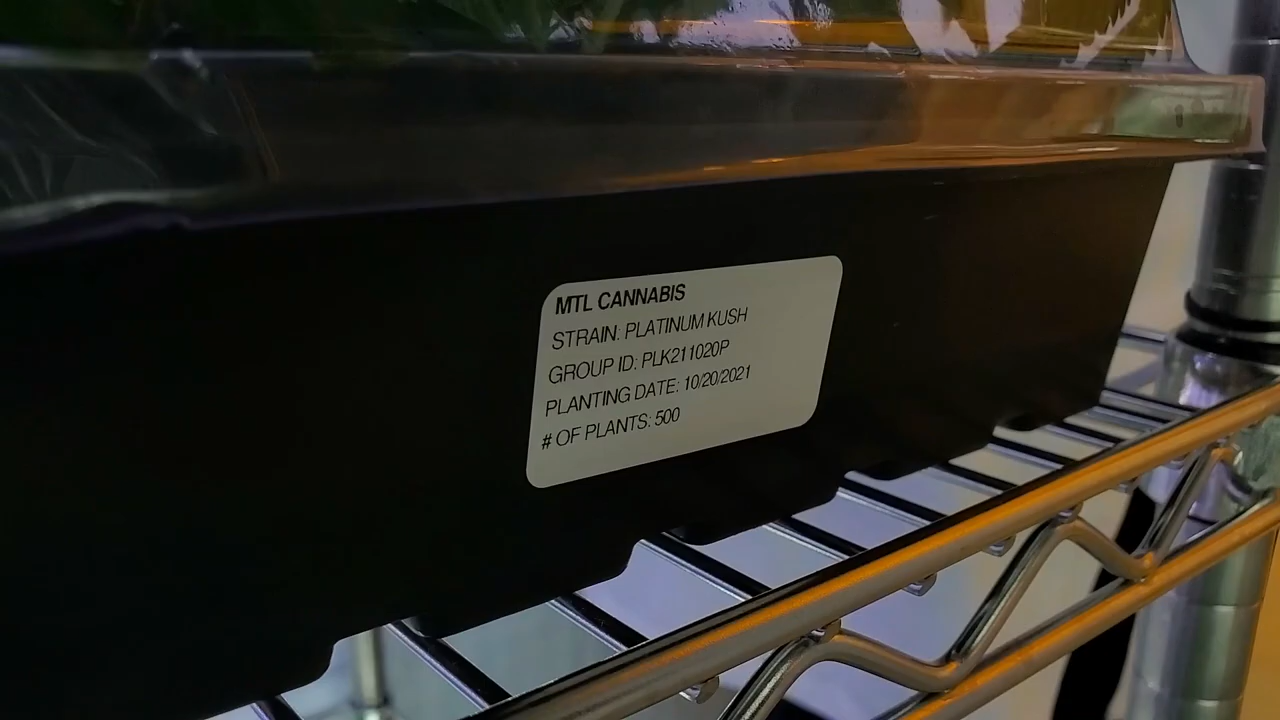 MTL CANNABIS
STRAIN: PLATINUM KUSH
GROUP ID: PLK211020P
PLANTING DATE: 10/20/2021
# OF PLANTS: 500